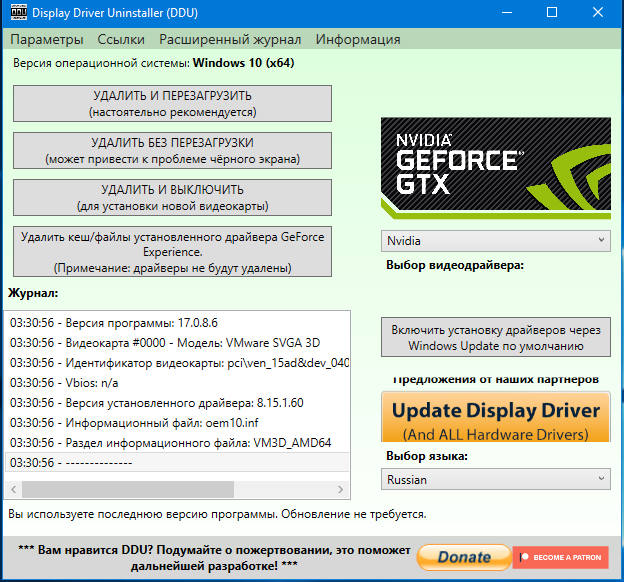 Display Driver Uninstaller (DDU)
Параметры Ссылки Расширенный журнал Информация
Версия операционной системы: Windows 10 (x64)
УДАЛИТЬ И ПЕРЕЗАГРУЗИТЬ
(настоятельно рекомендуется)
УДАЛИТЬ БЕЗ ПЕРЕЗАГРУЗКИ
(может привести к проблеме чёрного экрана)
УДАЛИТЬ И ВЫКЛЮЧИТЬ
(для установки новой видеокарты)
Удалить кеш/файлы установленного драйвера GeForce
Experience.
(Примечание: драйверы не будут удалены)
NVIDIA
GEFORCE
GTX
Nvidia
Выбор видеодрайвера:
Журнал:
03:30:56 - Версия программы: 17.0.8.6
03:30:56 - Видеокарта #0000 - Модель: VMware SVGA 3D
03:30:56 - Идентификатор видеокарты: pci\ven_15ad&dev_040
03:30:56 - Vbios: n/a
03:30:56 - Версия установленного драйвера: 8.15.1.60
03:30:56 - Информационный файл: oem10.inf
03:30:56 - Раздел информационного файла: VM3D_AMD64
03:30:56 - --------------
Включить установку драйверов через
Windows Update по умолчанию
Предложения от наших партнеров
Update Display Driver
(And ALL Hardware Drivers)
Выбор языка:
Russian
Вы используете последнюю версию программы. Обновление не требуется.
*** Вам нравится DDU? Подумайте о пожертвовании, это поможет
дальнейшей разработке! ***
Donate
BECOME A PATRON